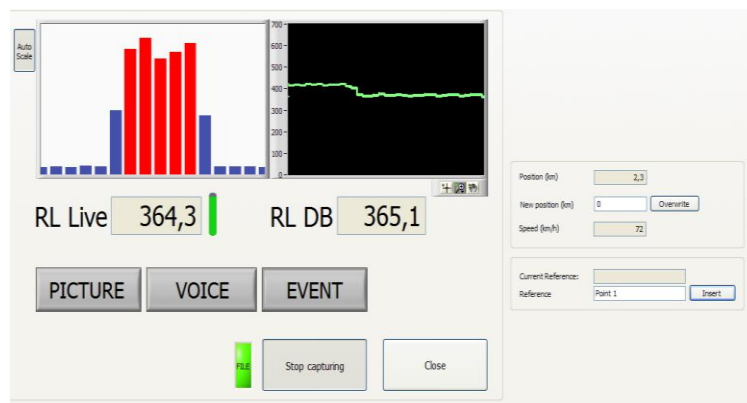 Auto
Scale
700
600
500
400
300
200
100
0
RL Live 364,3 RL DB 365,1
PICTURE VOICE EVENT
FILE Stop capturing Close
Position (km) 2,3
New position (km) 0 Overwrite
Speed (km/h) 72
Current Reference:
Reference Point 1 Insert